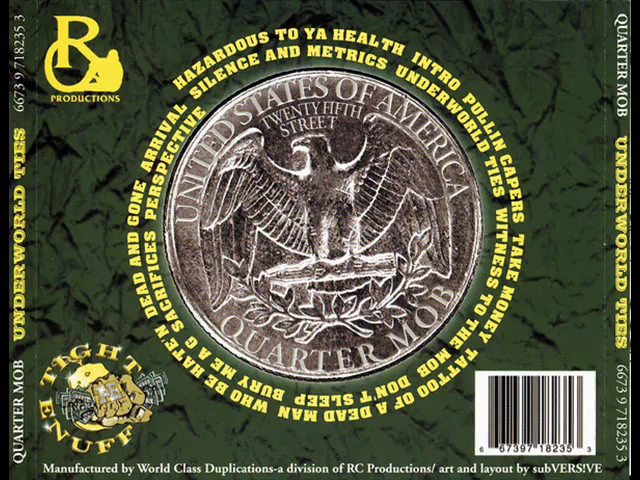 QUARTER MOB UNDERWORLD TIES 6673 9 718235 3
R
PRODUCTIONS
HAZARDOUS TO YA HEALTH INTRO PULLIN CAPERS TAKE MONEY TATTOO OF A DEAD MAN WHO BE HATE'N DEAD AND GONE ARRIVAL
SILENCE AND METRICS UNDERWORLD TIES WITNESS TO THE MOB DON'T SLEEP BURY ME A G SACRIFICES PERSPECTIVE
UNITED STATES OF AMERICA
TWENTY FIFTH
STREET
QUARTER MOB
TIGHT
ENUFF
6 67397 18235 3
Manufactured by World Class Duplications-a division of RC Productions/ art and layout by subVERS!VE
QUARTER MOB UNDERWORLD TIES 6673 9 718235 3